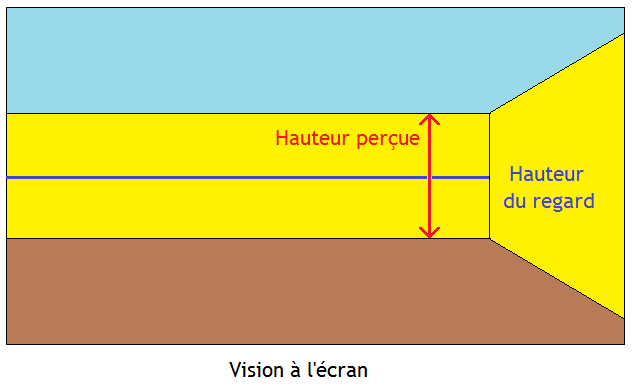 Hauteur perçue
Hauteur
du regard
Vision à l'écran